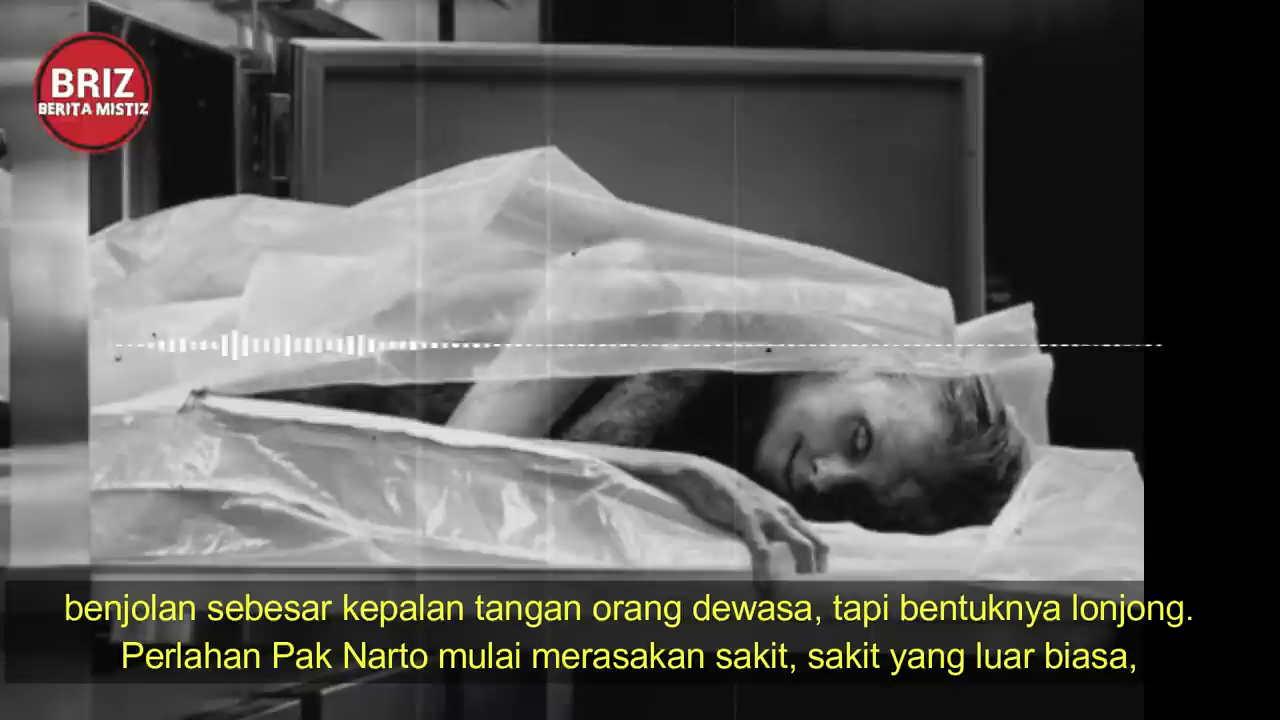 BRIZ
BERITA MISTIZ
benjolan sebesar kepalan tangan orang dewasa, tapi bentuknya lonjong.
Perlahan Pak Narto mulai merasakan sakit, sakit yang luar biasa,